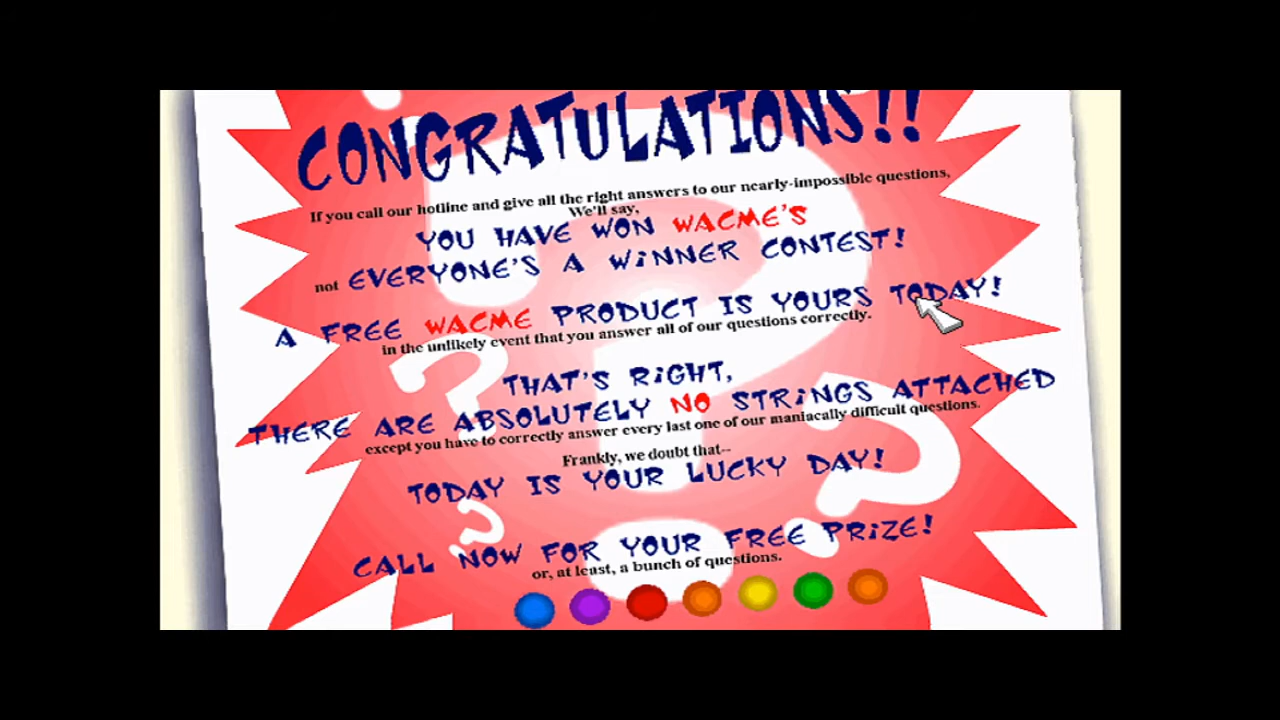 CONGRATULATIONS!!
If you call our hotline and give all the right answers to our nearly-impossible questions,
We'll say,
YOU HAVE WON WACME'S
not EVERYONE'S A WiNNER CONTEST!
A FREE WACME PRODUCT IS YOURS TODAY!
in the unlikely event that you answer all of our questions correctly.
THAT'S RiGHT,
THERE ARE ABSOLUTELY NO STRiNGS ATTACHED
except you have to correctly answer every last one of our maniacally difficult questions.
Frankly, we doubt that--
TODAY IS YOUR LUCKY DAY!
CALL NOW FOR YOUR FREE PRiZE!
or, at least, a bunch of questions.